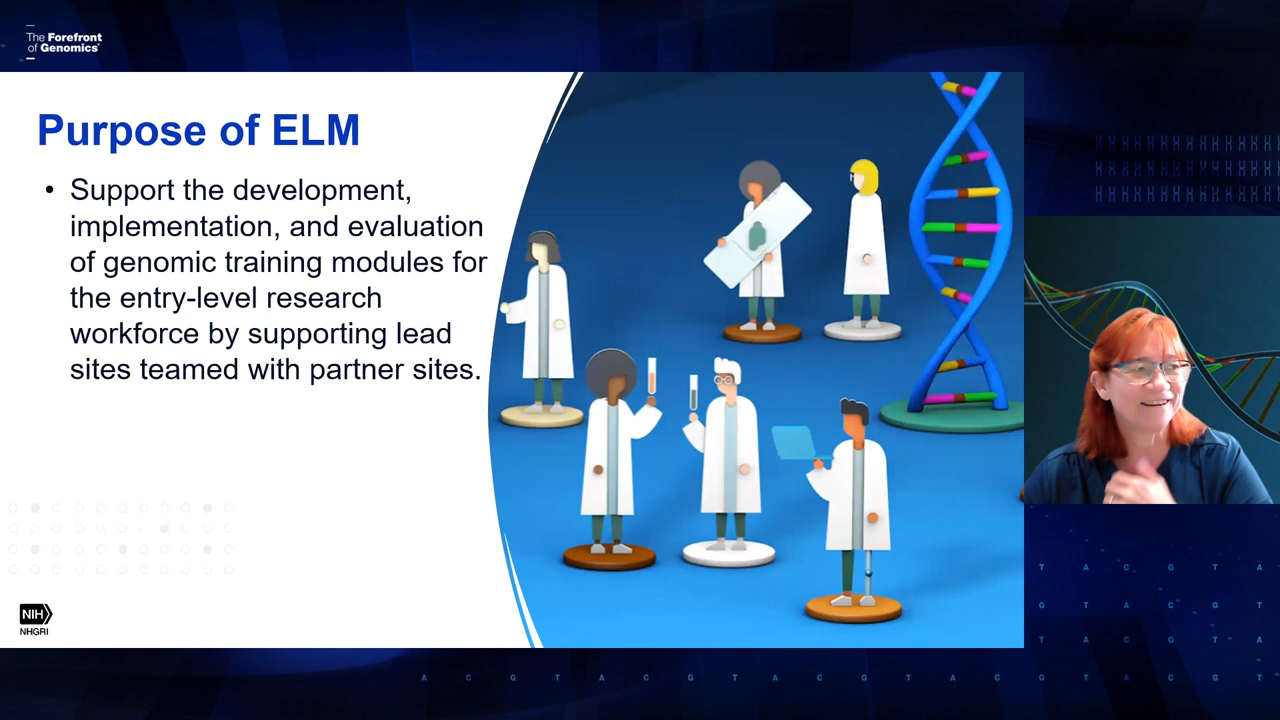 The Forefront
of Genomics®
Purpose of ELM
• Support the development,
implementation, and evaluation
of genomic training modules for
the entry-level research
workforce by supporting lead
sites teamed with partner sites.
NIH
NHGRI
T A C G T A
G T A C G T
T A C G T A
A C G T A C G T A C G T A C G T A C G T